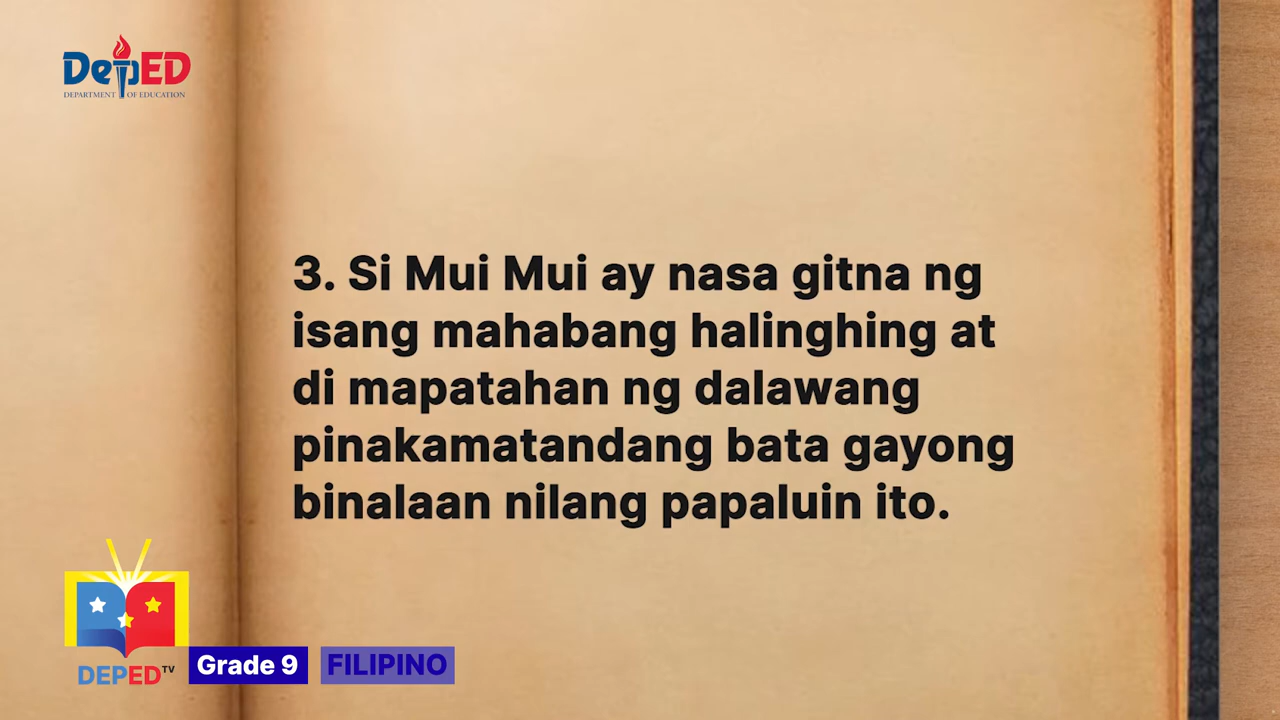 DepED
DEPARTMENT OF EDUCATION
3. Si Mui Mui ay nasa gitna ng
isang mahabang halinghing at
di mapatahan ng dalawang
pinakamatandang bata gayong
binalaan nilang papaluin ito.
DEPED TV
Grade 9 FILIPINO